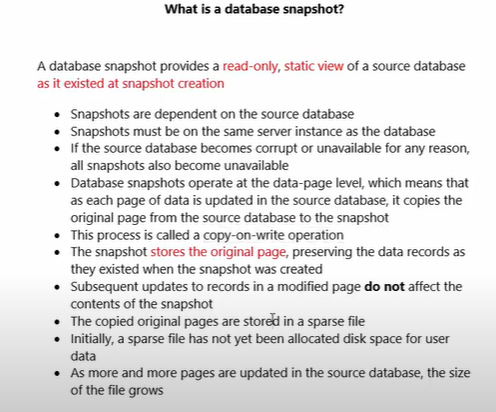 What is a database snapshot?
A database snapshot provides a read-only, static view of a source database
as it existed at snapshot creation
• Snapshots are dependent on the source database
• Snapshots must be on the same server instance as the database
• If the source database becomes corrupt or unavailable for any reason,
all snapshots also become unavailable
• Database snapshots operate at the data-page level, which means that
as each page of data is updated in the source database, it copies the
original page from the source database to the snapshot
• This process is called a copy-on-write operation
• The snapshot stores the original page, preserving the data records as
they existed when the snapshot was created
• Subsequent updates to records in a modified page do not affect the
contents of the snapshot
• The copied original pages are stored in a sparse file
• Initially, a sparse file has not yet been allocated disk space for user
data
• As more and more pages are updated in the source database, the size
of the file grows